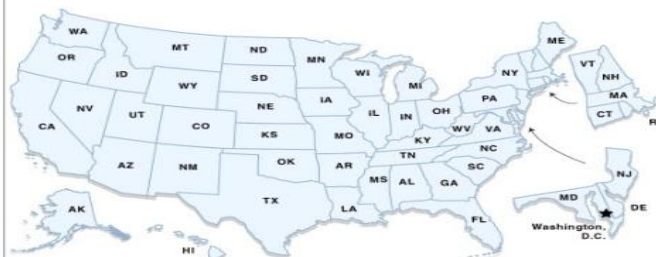 WA
OR
CA
NV
ID
MT
WY
UT
AZ
CO
NM
ND
SD
NE
KS
OK
TX
MN
IA
MO
AR
LA
WI
IL
MS
MI
IN
KY
TN
AL
OH
WV
GA
FL
SC
NC
VA
PA
NY
ME
VT
NH
MA
CT
R
NJ
MD
DE
Washington,
D.C.
AK
HI